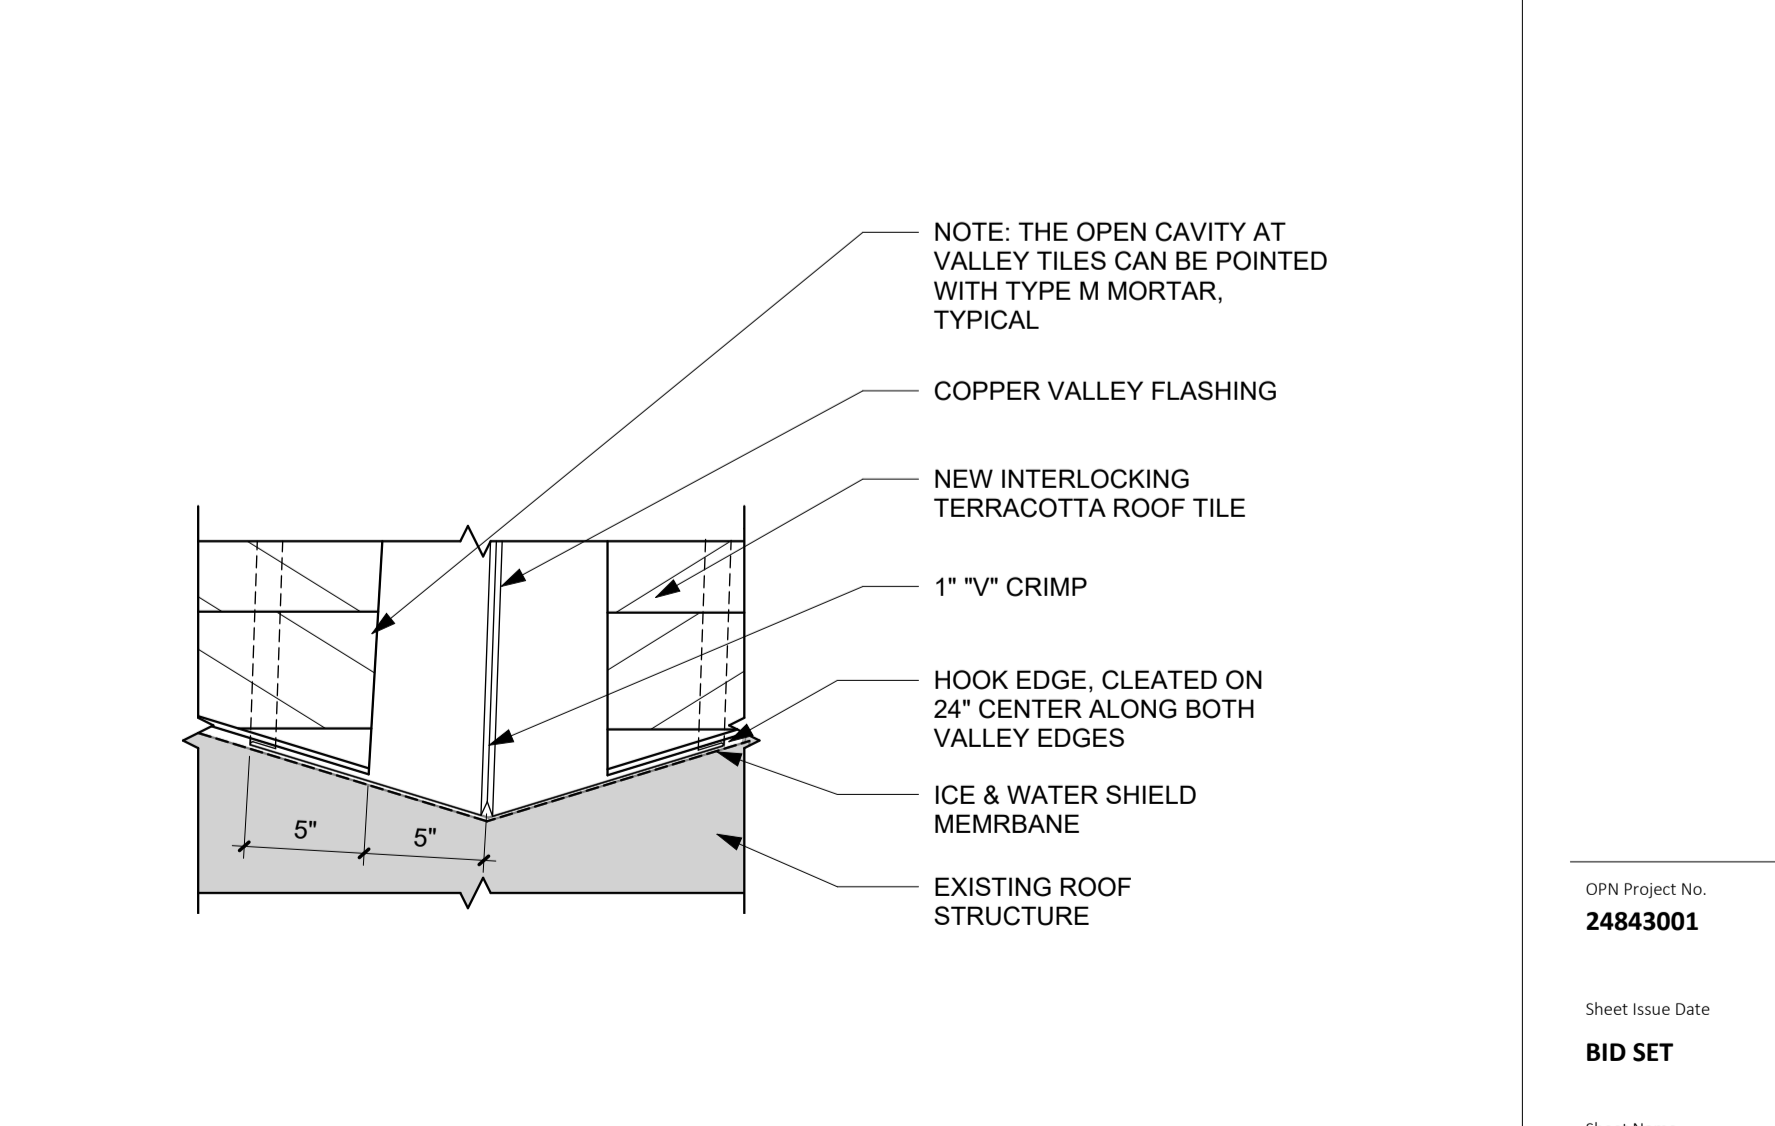 NOTE: THE OPEN CAVITY AT
VALLEY TILES CAN BE POINTED
WITH TYPE M MORTAR,
TYPICAL
COPPER VALLEY FLASHING
NEW INTERLOCKING
TERRACOTTA ROOF TILE
1" "V" CRIMP
HOOK EDGE, CLEATED ON
24" CENTER ALONG BOTH
VALLEY EDGES
ICE & WATER SHIELD
MEMRBANE
EXISTING ROOF
STRUCTURE
5"
5"
OPN Project No.
24843001
Sheet Issue Date
BID SET